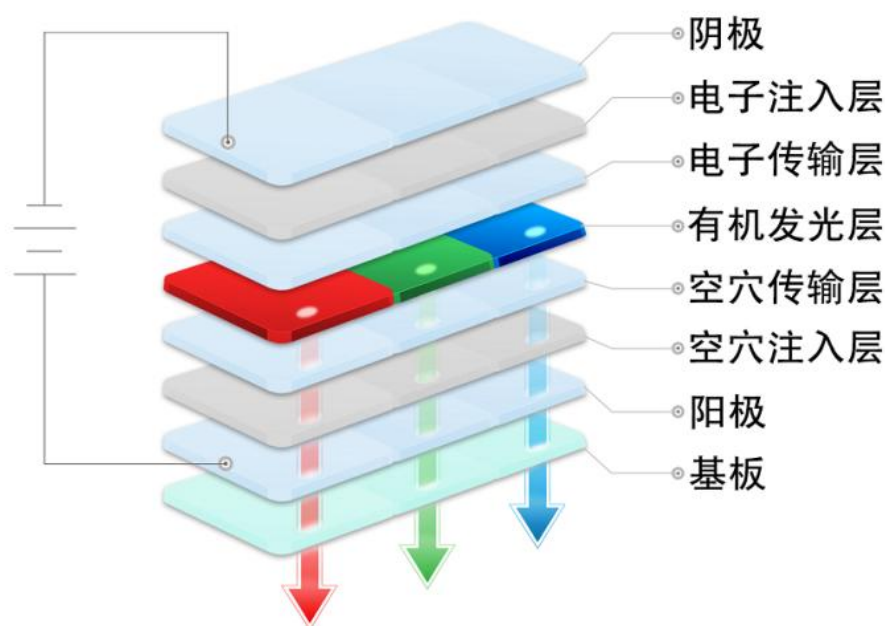 阴极
电子注入层
电子传输层
有机发光层
空穴传输层
空穴注入层
阳极
基板